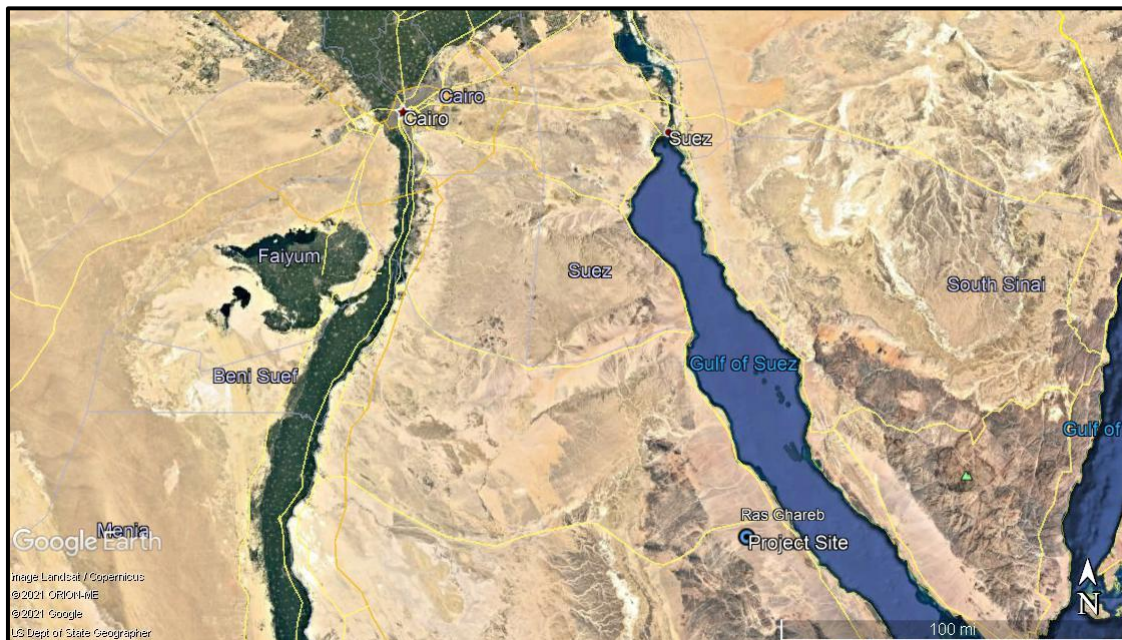 Cairo
Cairo
Suez
Faiyum
Suez
South Sinai
Gulf of Suez
Beni Suef
Gulf of
Ras Ghareb
Menia
Project Site
Google Earth
Image Landsat / Copernicus
© 2021 ORION-ME
© 2021 Google
LC Dept of State Geographer
100 mi
N